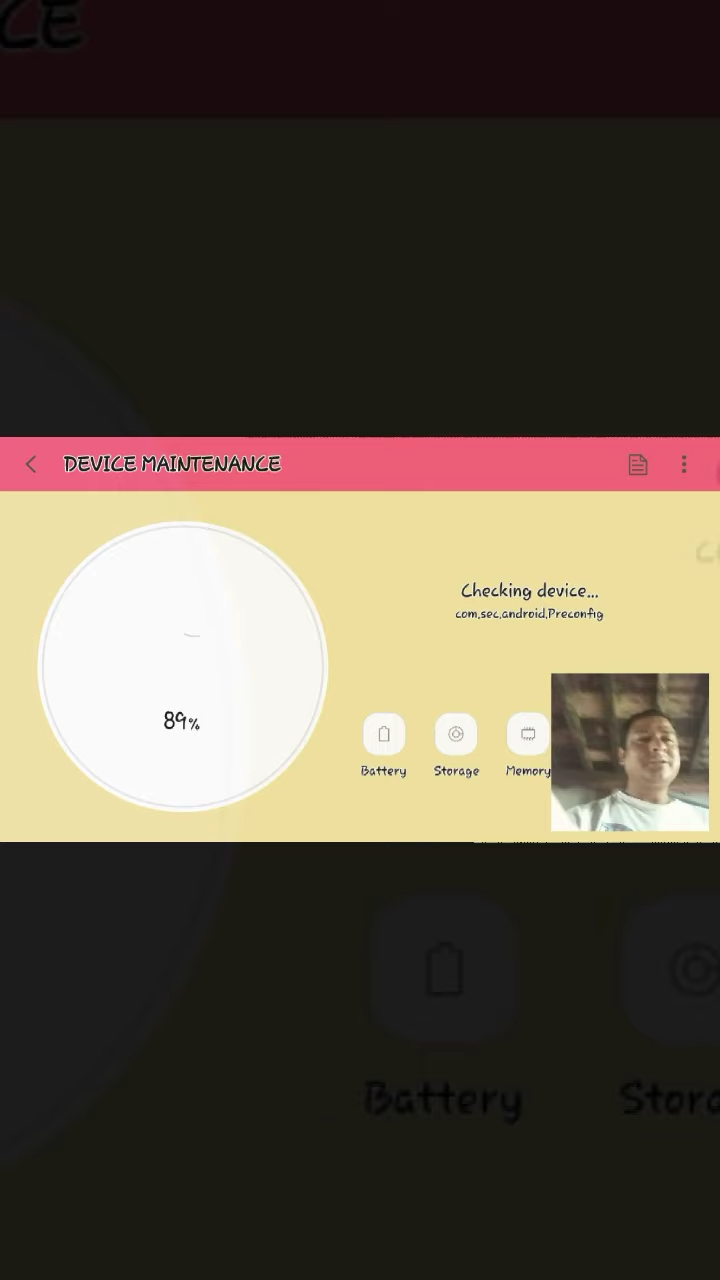 CE
DEVICE MAINTENANCE
Checking device...
com.sec.android.Preconfig
89%
Battery
Storage
Memory
Battery
Stora